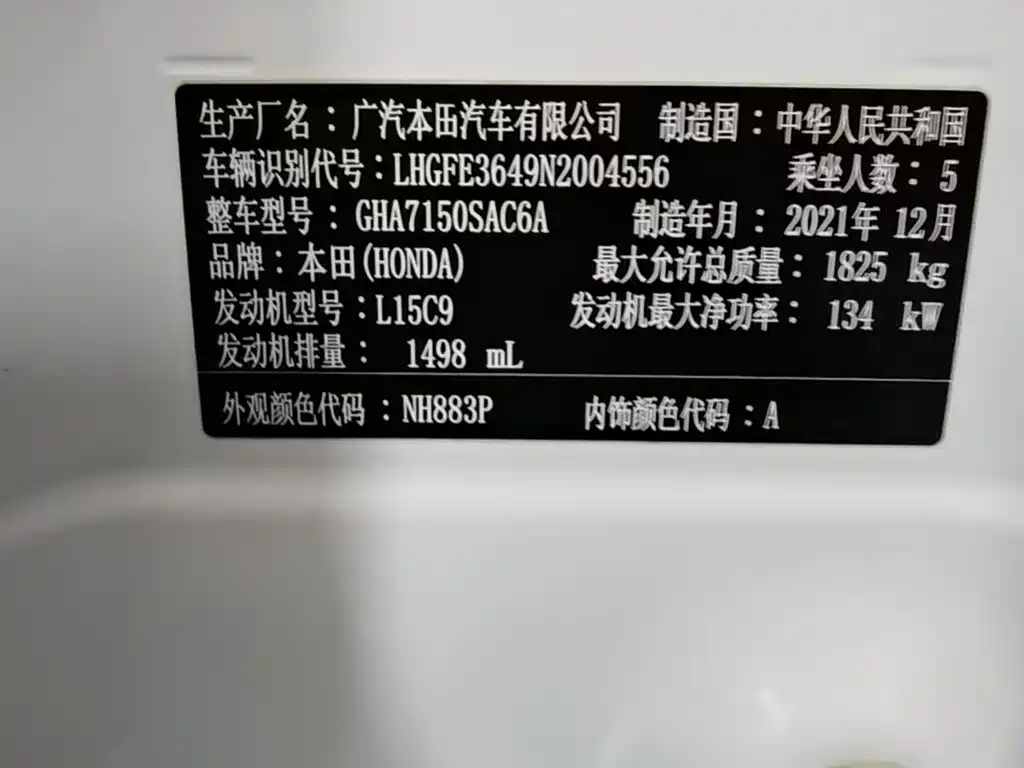 生产厂名：广汽本田汽车有限公司 制造国：中华人民共和国
车辆识别代号：LHGFE3649N2004556 乘坐人数：5
整车型号：GHA7150SAC6A 制造年月：2021年 12月
品牌：本田(HONDA) 最大允许总质量：1825 kg
发动机型号：L15C9 发动机最大净功率：134 kW
发动机排量：1498 mL
外观颜色代码：NH883P 内饰颜色代码：A